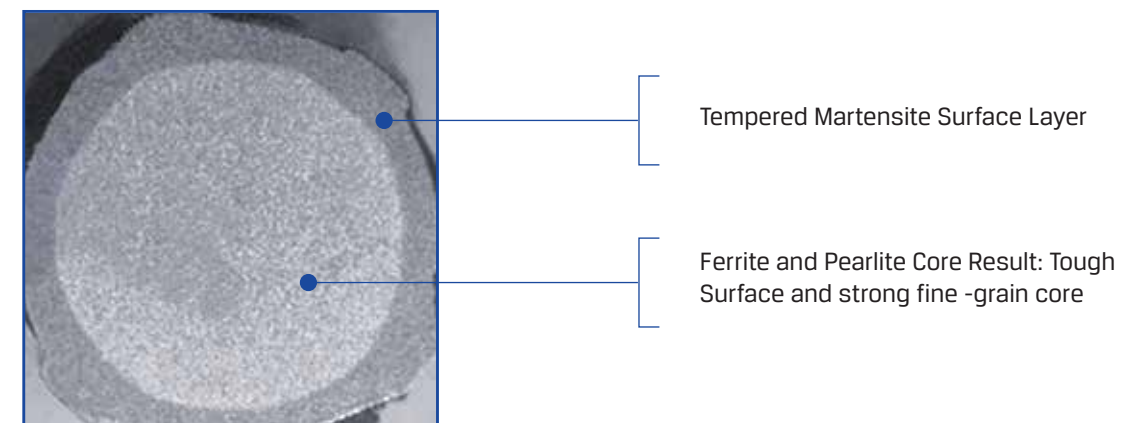 Tempered Martensite Surface Layer
Ferrite and Pearlite Core Result: Tough
Surface and strong fine -grain core